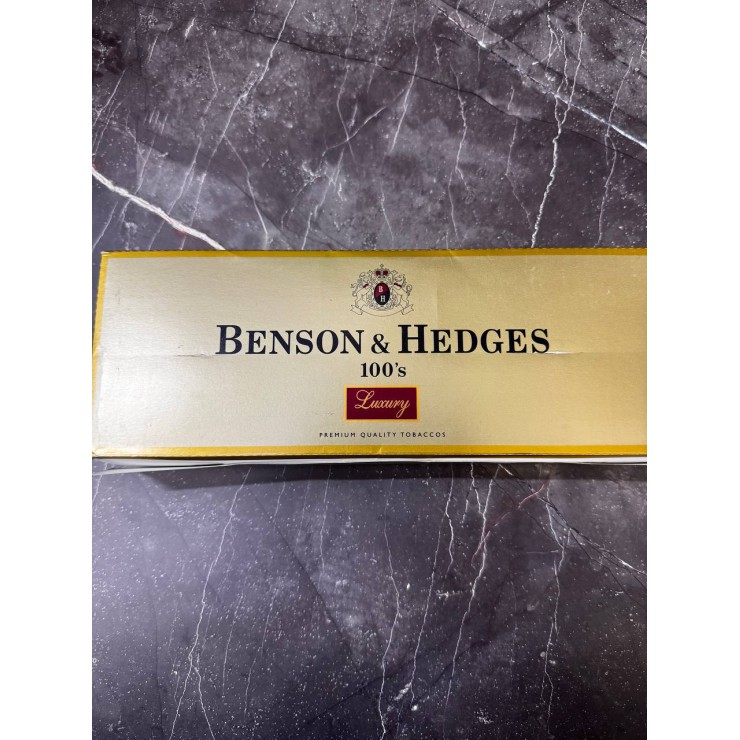 B
H
BENSON & HEDGES
100's
Luxury
PREMIUM QUALITY TOBACCOS